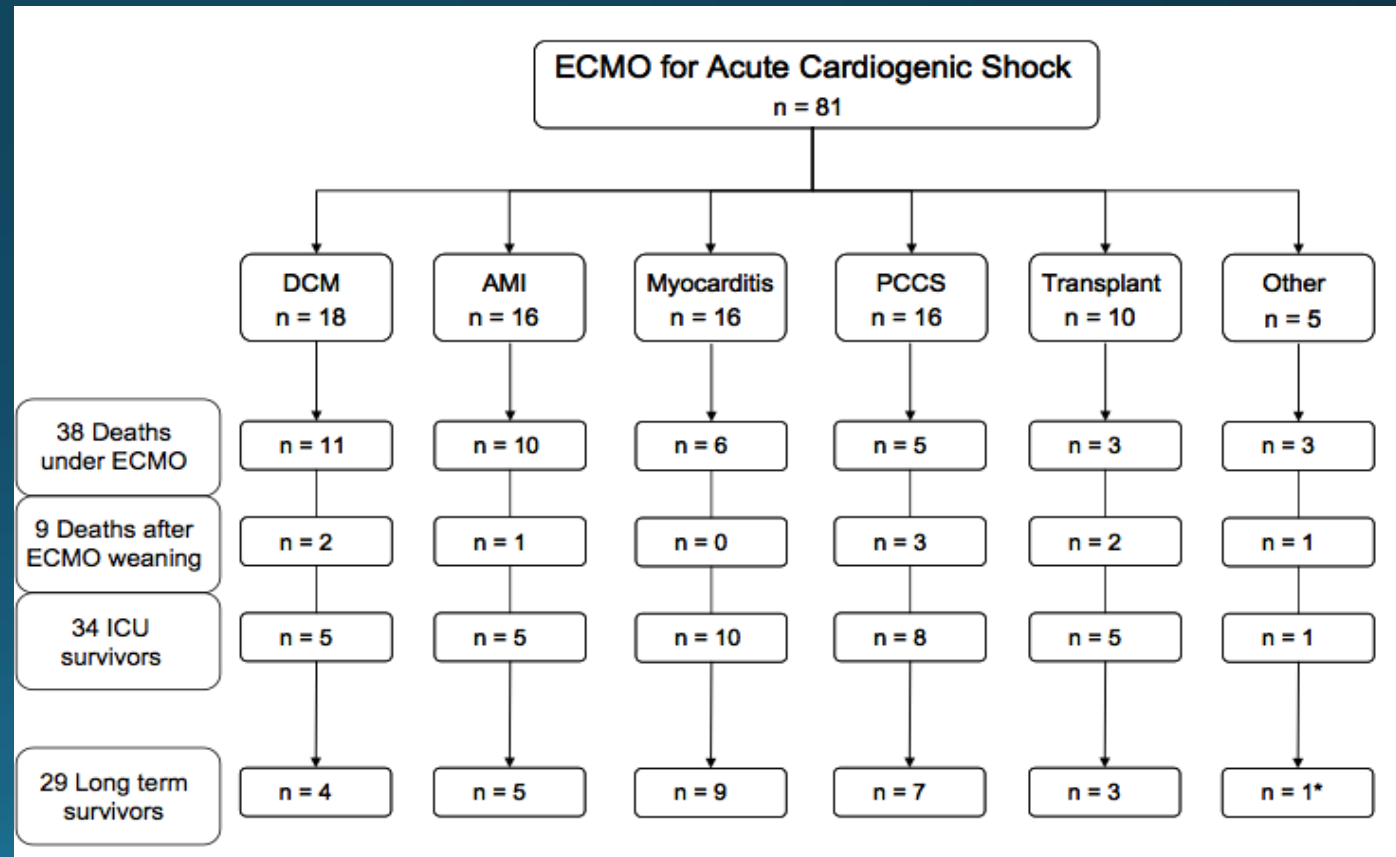 ECMO for Acute Cardiogenic Shock
n = 81
DCM
n = 18
AMI
n = 16
Myocarditis
n = 16
PCCS
n = 16
Transplant
n = 10
Other
n = 5
38 Deaths
under ECMO
n = 11
n = 10
n = 6
n = 5
n = 3
n = 3
9 Deaths after
ECMO weaning
n = 2
n = 1
n = 0
n = 3
n = 2
n = 1
34 ICU
survivors
n = 5
n = 5
n = 10
n = 8
n = 5
n = 1
29 Long term
survivors
n = 4
n = 5
n = 9
n = 7
n = 3
n = 1*